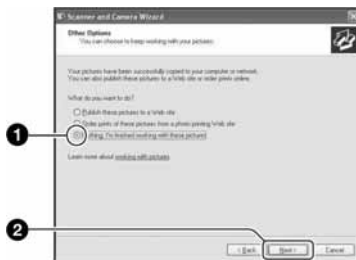 Scanner and Camera Wizard
Other Options
You can choose to keep working with your pictures.
Your pictures have been successfully copied to your computer or network.
You can also publish these pictures to a Web site or order prints online.
What do you want to do?
Publish these pictures to a Web site
Order prints of these pictures from a photo printing Web site
1
Nothing. I'm finished working with these pictures
Learn more about working with pictures.
2
< Back
Next >
Cancel